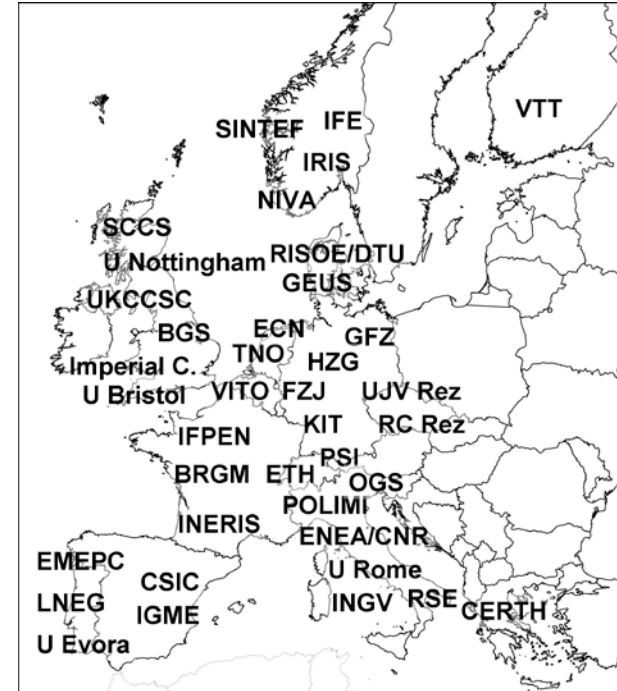 VTT
SINTEF
IFE
IRIS
NIVA
SCCS
U Nottingham
RISOE/DTU
GEUS
UKCCSC
BGS
ECN
GFZ
TNO
HZG
Imperial C.
U Bristol
VITO
FZJ
UJV Rez
IFPEN
KIT
RC Rez
PSI
BRGM
ETH
OGS
POLIMI
INERIS
ENEA/CNR
EMEPC
CSIC
U Rome
LNEG
IGME
INGV
RSE
CERTH
U Evora